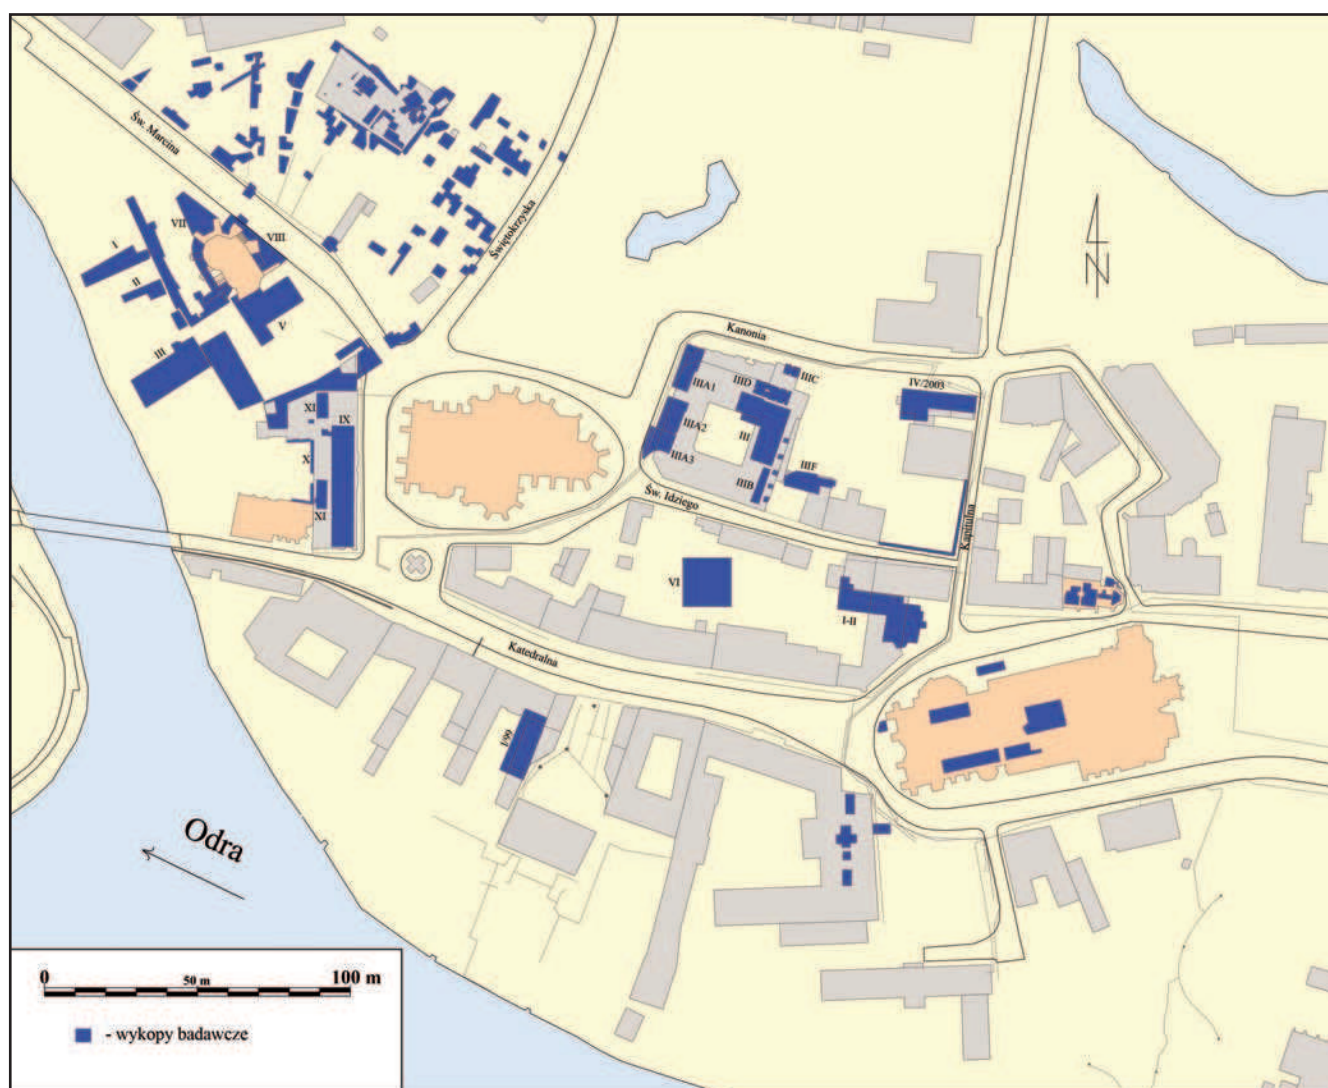 Św. Marcina
Świętokrzyska
VII
VIII
I
II
V
III
Kanonia
IIIC
IIID
IIIA1
IV/2003
XI
IX
IIIA2
III
X
IIIA3
IIIF
IIIB
XI
Św. Idziego
Kapitulna
VI
I-II
Katedralna
I/99
Odra
N
0
50 m
100 m
- wykopy badawcze